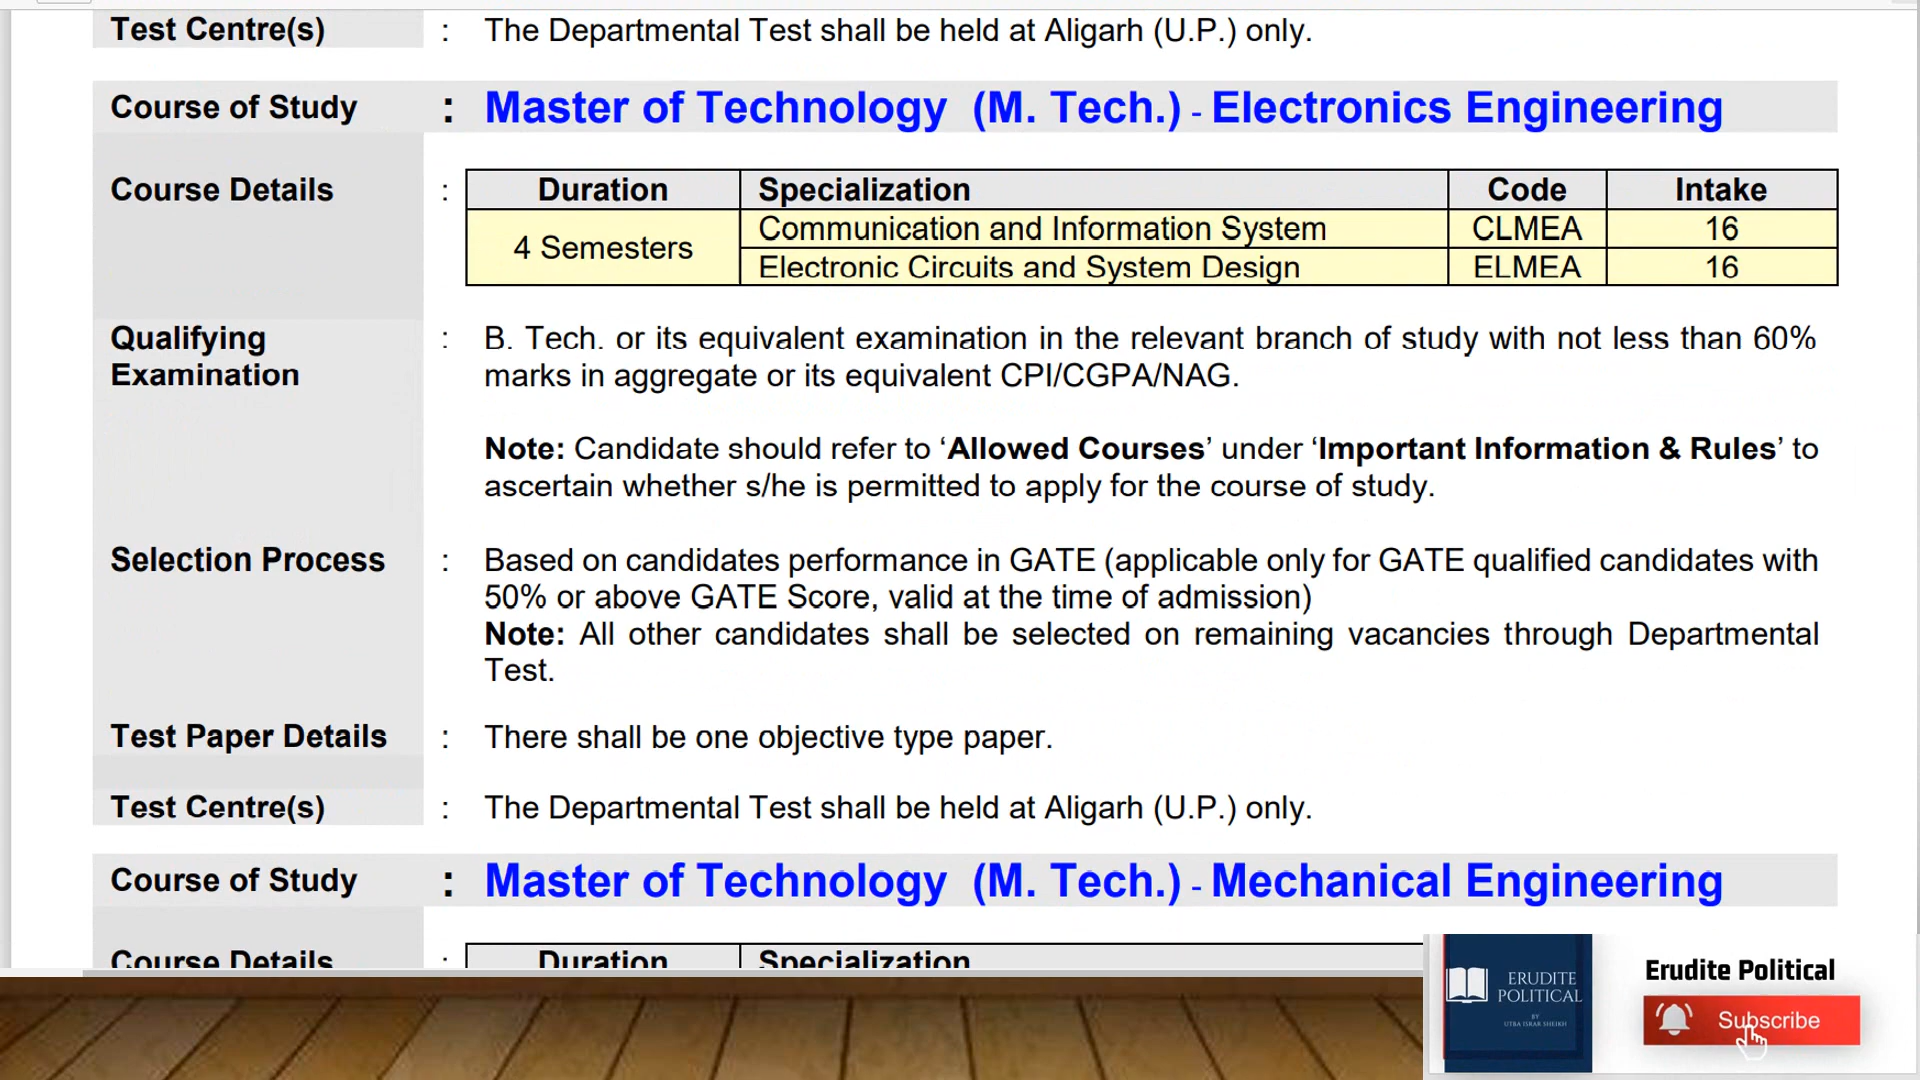 Test Centre(s) : The Departmental Test shall be held at Aligarh (U.P.) only.
Course of Study : Master of Technology (M. Tech.) - Electronics Engineering
Course Details : Duration Specialization Code Intake
4 Semesters Communication and Information System CLMEA 16
Electronic Circuits and System Design ELMEA 16
Qualifying : B. Tech. or its equivalent examination in the relevant branch of study with not less than 60%
Examination marks in aggregate or its equivalent CPI/CGPA/NAG.
Note: Candidate should refer to ‘Allowed Courses’ under ‘Important Information & Rules’ to
ascertain whether s/he is permitted to apply for the course of study.
Selection Process : Based on candidates performance in GATE (applicable only for GATE qualified candidates with
50% or above GATE Score, valid at the time of admission)
Note: All other candidates shall be selected on remaining vacancies through Departmental
Test.
Test Paper Details : There shall be one objective type paper.
Test Centre(s) : The Departmental Test shall be held at Aligarh (U.P.) only.
Course of Study : Master of Technology (M. Tech.) - Mechanical Engineering
Course Details : Duration Specialization
ERUDITE
POLITICAL
BY
UTBA ISRAR SHEIKH
Erudite Political
Subscribe